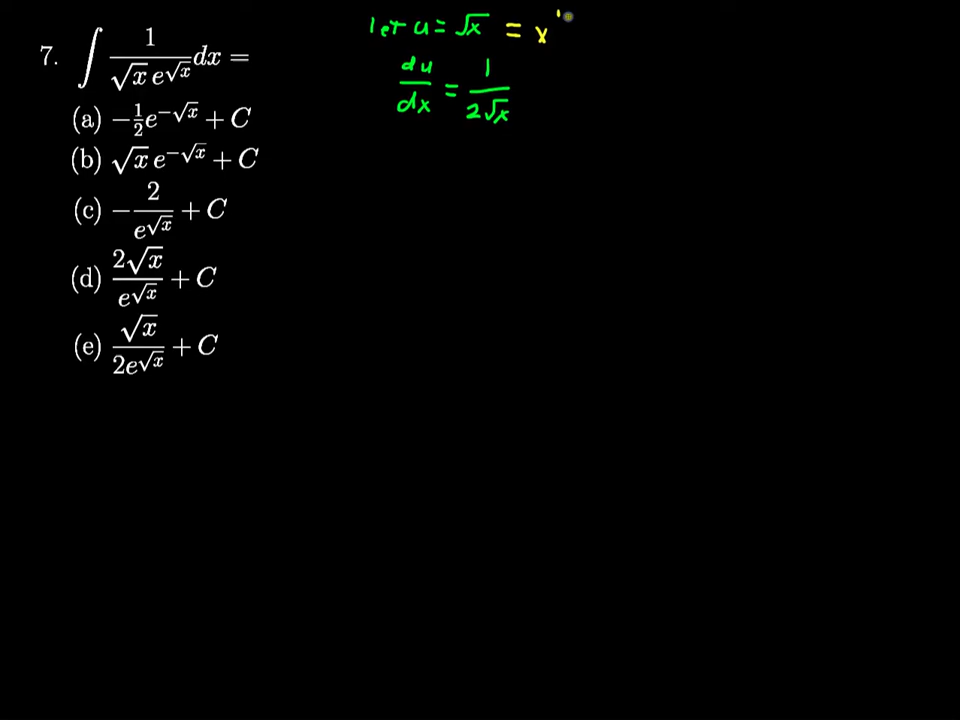 7. ∫ 1/(√x e^√x) dx =
(a) −½e^(−√x) + C
(b) √x e^(−√x) + C
(c) −2/e^√x + C
(d) 2√x/e^√x + C
(e) √x/(2e^√x) + C
let u = √x = x'
du/dx = 1/(2√x)